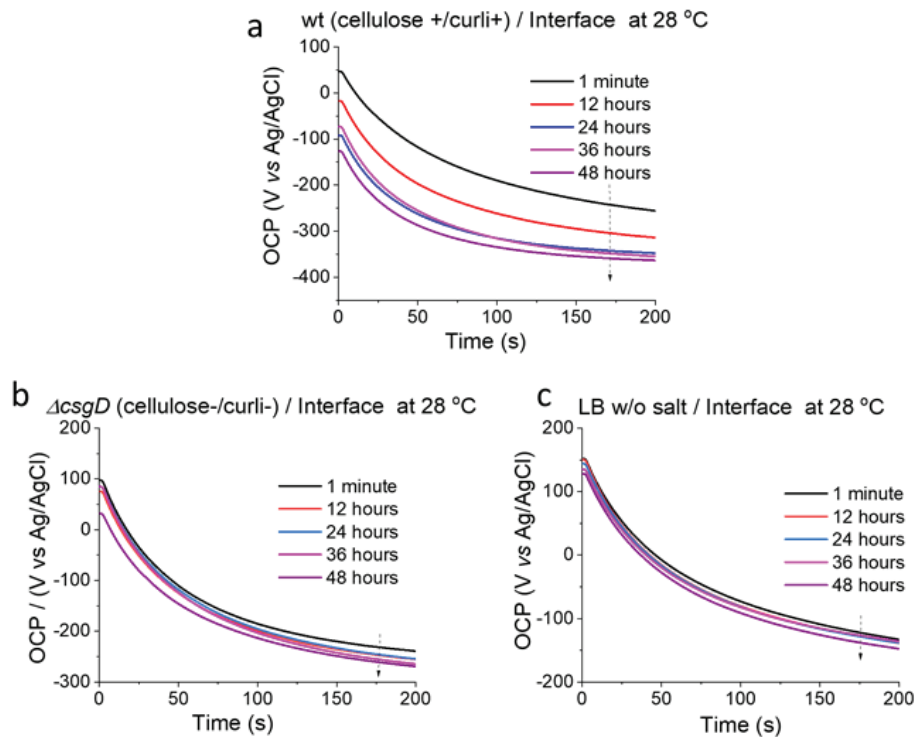 a
wt (cellulose +/curli+) / Interface at 28 °C
100
0
-100
-200
-300
-400
OCP (V vs Ag/AgCl)
1 minute
12 hours
24 hours
36 hours
48 hours
0 50 100 150 200
Time (s)
b
ΔcsgD (cellulose-/curli-) / Interface at 28 °C
200
100
0
-100
-200
-300
OCP / (V vs Ag/AgCl)
1 minute
12 hours
24 hours
36 hours
48 hours
0 50 100 150 200
Time (s)
c
LB w/o salt / Interface at 28 °C
200
100
0
-100
-200
OCP (V vs Ag/AgCl)
1 minute
12 hours
24 hours
36 hours
48 hours
0 50 100 150 200
Time (s)